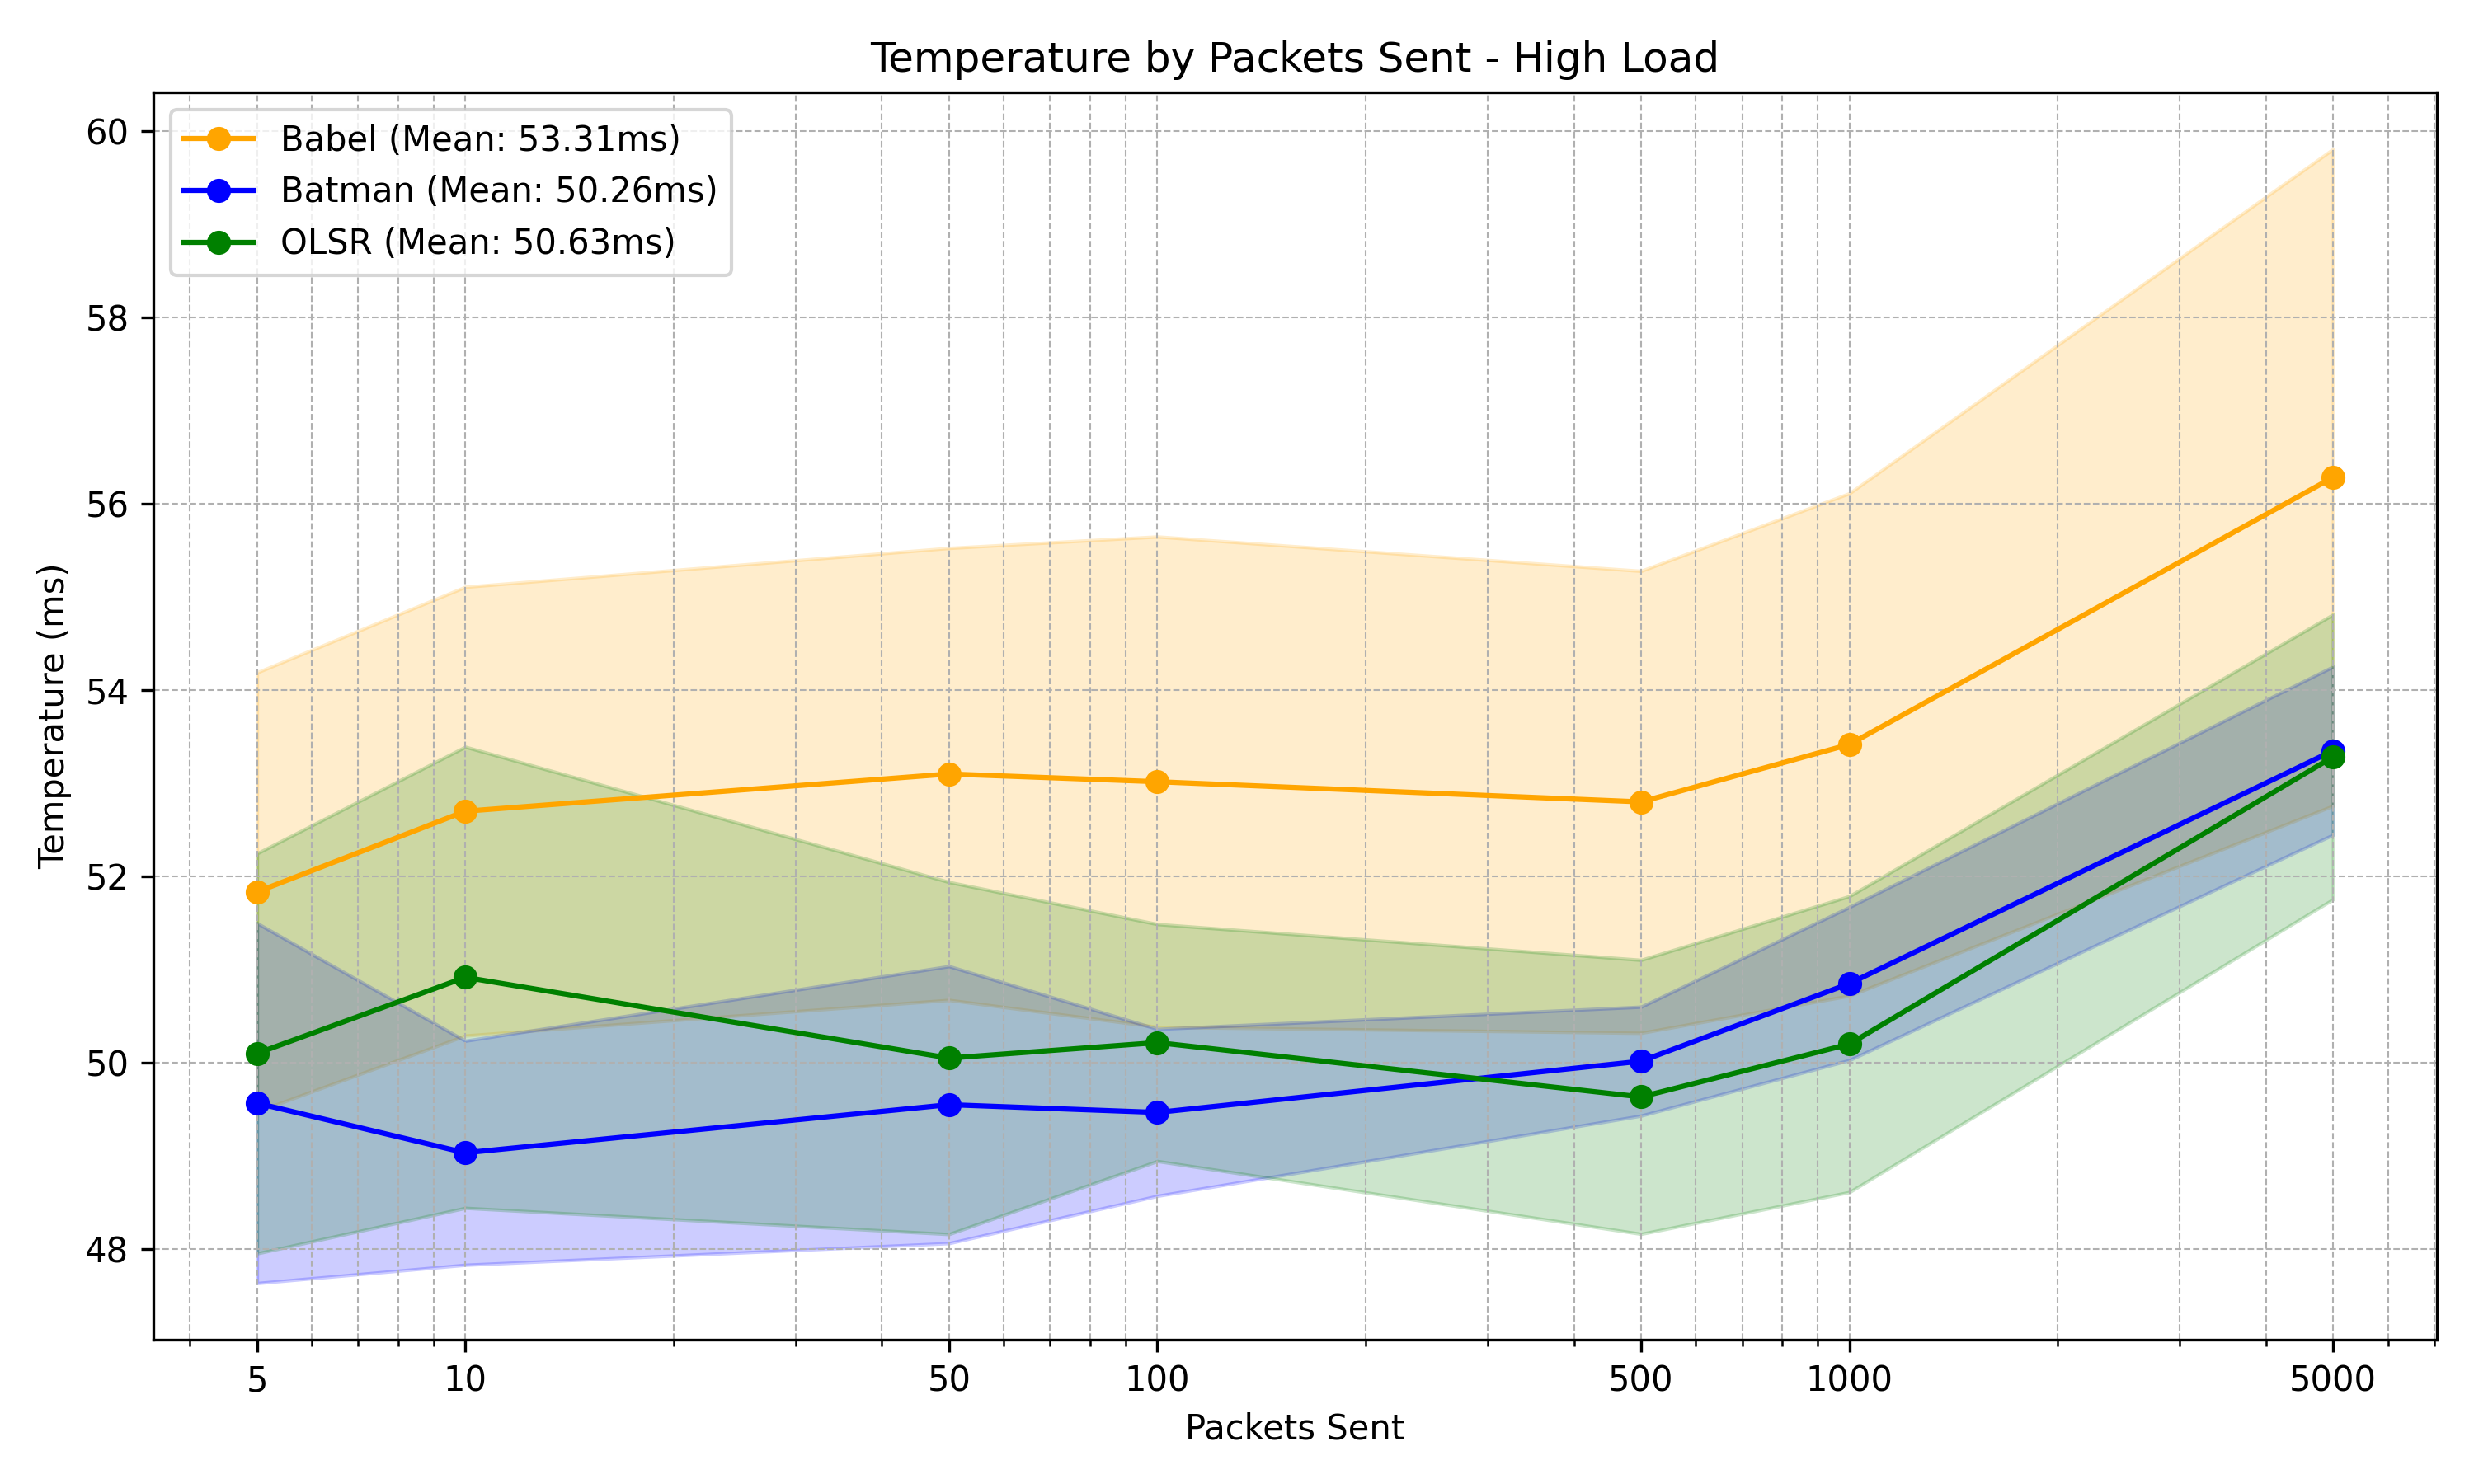 Temperature by Packets Sent - High Load
Babel (Mean: 53.31ms)
Batman (Mean: 50.26ms)
OLSR (Mean: 50.63ms)
Temperature (ms)
60
58
56
54
52
50
48
5 10 50 100 500 1000 5000
Packets Sent